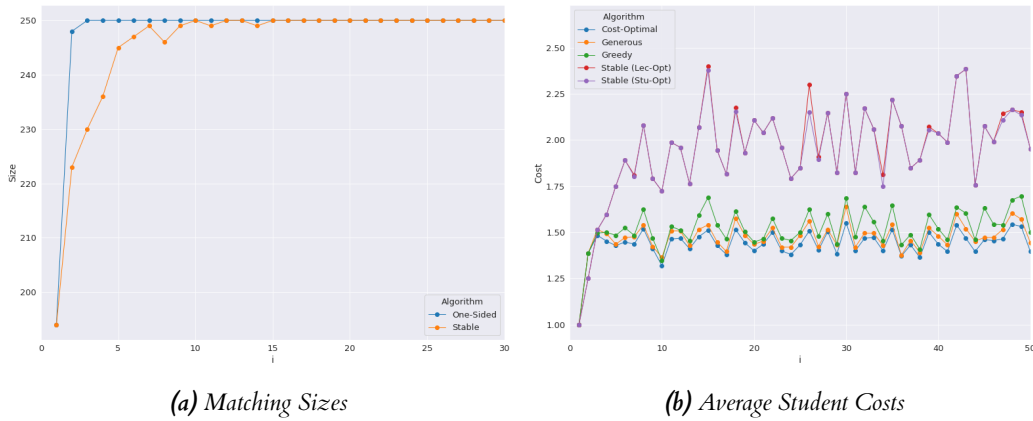 250
240
230
220
210
200
Size
0
5
10
15
20
25
30
i
Algorithm
One-Sided
Stable
(a) Matching Sizes
Algorithm
Cost-Optimal
Generous
Greedy
Stable (Lec-Opt)
Stable (Stu-Opt)
2.50
2.25
2.00
1.75
1.50
1.25
1.00
Cost
0
10
20
30
40
50
i
(b) Average Student Costs